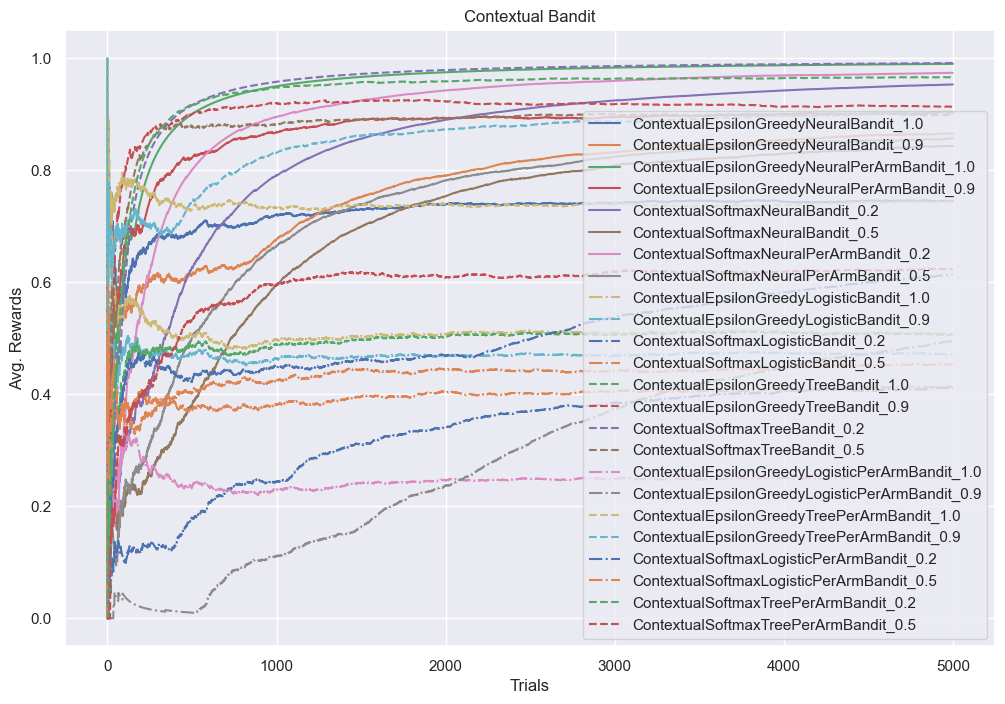 Contextual Bandit
Avg. Rewards
1.0
0.8
0.6
0.4
0.2
0.0
ContextualEpsilonGreedyNeuralBandit_1.0
ContextualEpsilonGreedyNeuralBandit_0.9
ContextualEpsilonGreedyNeuralPerArmBandit_1.0
ContextualEpsilonGreedyNeuralPerArmBandit_0.9
ContextualSoftmaxNeuralBandit_0.2
ContextualSoftmaxNeuralBandit_0.5
ContextualSoftmaxNeuralPerArmBandit_0.2
ContextualSoftmaxNeuralPerArmBandit_0.5
ContextualEpsilonGreedyLogisticBandit_1.0
ContextualEpsilonGreedyLogisticBandit_0.9
ContextualSoftmaxLogisticBandit_0.2
ContextualSoftmaxLogisticBandit_0.5
ContextualEpsilonGreedyTreeBandit_1.0
ContextualEpsilonGreedyTreeBandit_0.9
ContextualSoftmaxTreeBandit_0.2
ContextualSoftmaxTreeBandit_0.5
ContextualEpsilonGreedyLogisticPerArmBandit_1.0
ContextualEpsilonGreedyLogisticPerArmBandit_0.9
ContextualEpsilonGreedyTreePerArmBandit_1.0
ContextualEpsilonGreedyTreePerArmBandit_0.9
ContextualSoftmaxLogisticPerArmBandit_0.2
ContextualSoftmaxLogisticPerArmBandit_0.5
ContextualSoftmaxTreePerArmBandit_0.2
ContextualSoftmaxTreePerArmBandit_0.5
0 1000 2000 3000 4000 5000
Trials